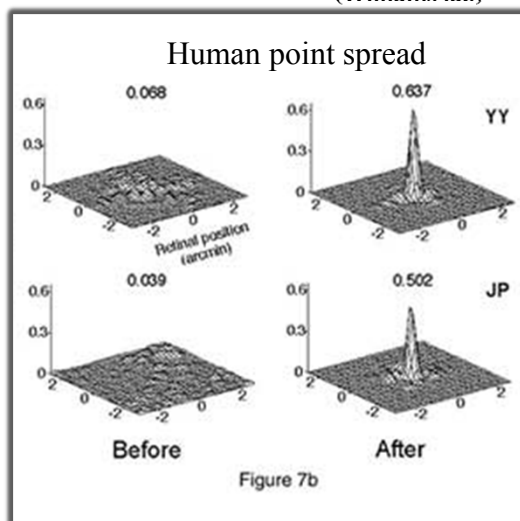 Human point spread
0.068 0.637
0.6 0.6 YY
0.3 0.3
0 0
2 0 -2 -2 0 2 2 0 -2 -2 0 2
Retinal position
(arcmin)
0.039 0.502
0.6 0.6 JP
0.3 0.3
0 0
2 0 -2 -2 0 2 2 0 -2 -2 0 2
Before After
Figure 7b